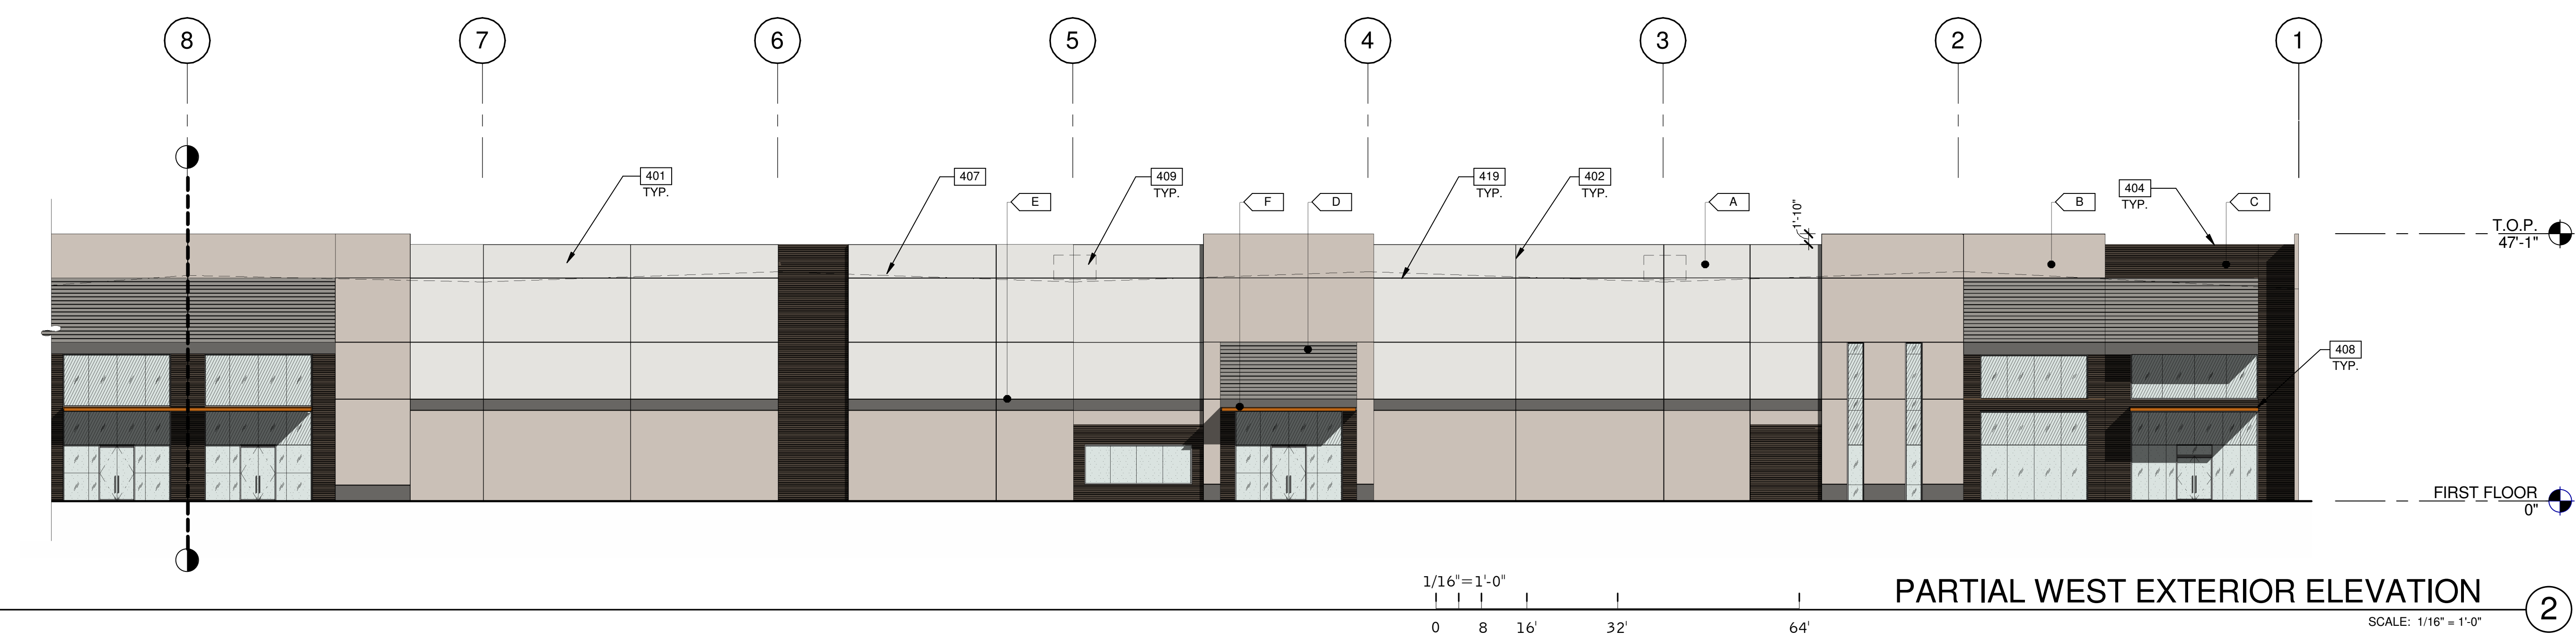 8 7 6 5 4 3 2 1
401
TYP.
407
409
TYP.
419
TYP.
402
TYP.
404
TYP.
E
F
D
A
1'-10"
B
C
T.O.P.
47'-1"
408
TYP.
FIRST FLOOR
0"
1/16"=1'-0"
0 8 16' 32' 64'
PARTIAL WEST EXTERIOR ELEVATION
2
SCALE: 1/16" = 1'-0"